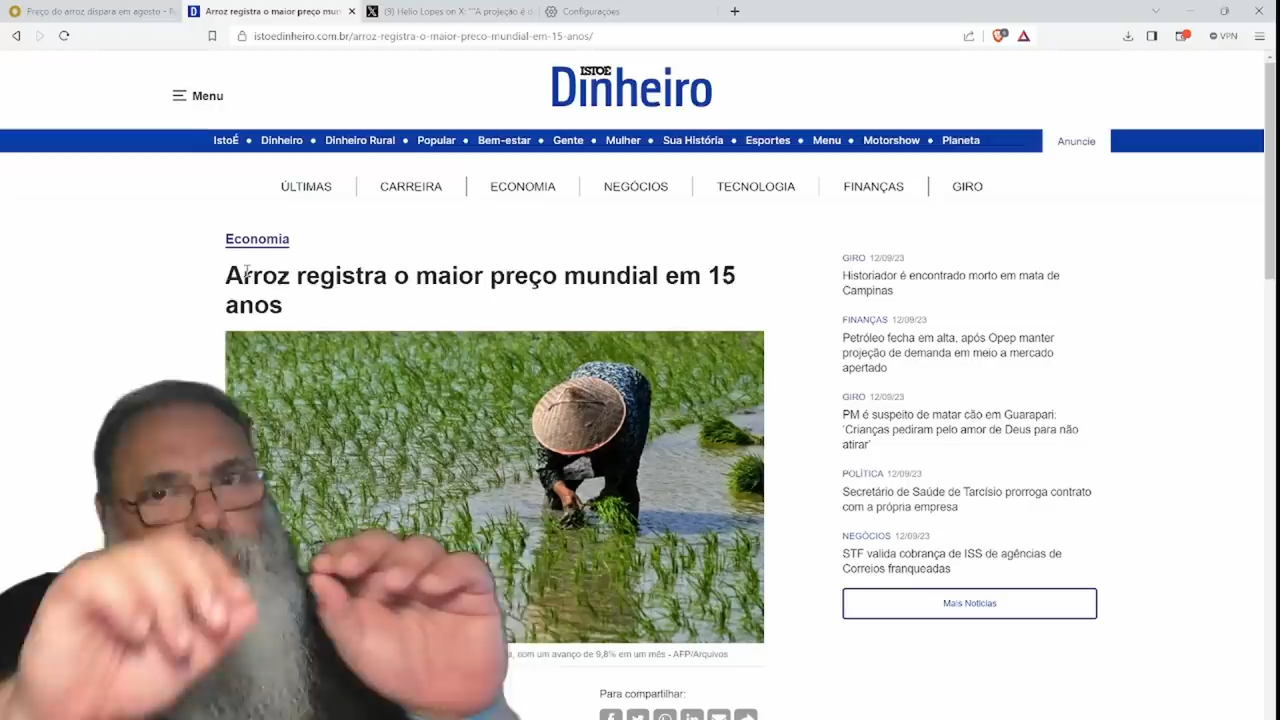 Preço do arroz dispara em agosto -
Arroz registra o maior preço mun
(9) Helio Lopes on X: ""A projeção é d
Configurações
istoedinheiro.com.br/arroz-registra-o-maior-preco-mundial-em-15-anos/
VPN
Menu
ISTOÉ
Dinheiro
IstoÉ • Dinheiro • Dinheiro Rural • Popular • Bem-estar • Gente • Mulher • Sua História • Esportes • Menu • Motorshow • Planeta
Anuncie
ÚLTIMAS
CARREIRA
ECONOMIA
NEGÓCIOS
TECNOLOGIA
FINANÇAS
GIRO
Economia
Arroz registra o maior preço mundial em 15
anos
, com um avanço de 9,8% em um mês - AFP/Arquivos
Para compartilhar:
GIRO 12/09/23
Historiador é encontrado morto em mata de
Campinas
FINANÇAS 12/09/23
Petróleo fecha em alta, após Opep manter
projeção de demanda em meio a mercado
apertado
GIRO 12/09/23
PM é suspeito de matar cão em Guarapari:
'Crianças pediram pelo amor de Deus para não
atirar'
POLÍTICA 12/09/23
Secretário de Saúde de Tarcísio prorroga contrato
com a própria empresa
NEGÓCIOS 12/09/23
STF valida cobrança de ISS de agências de
Correios franqueadas
Mais Notícias